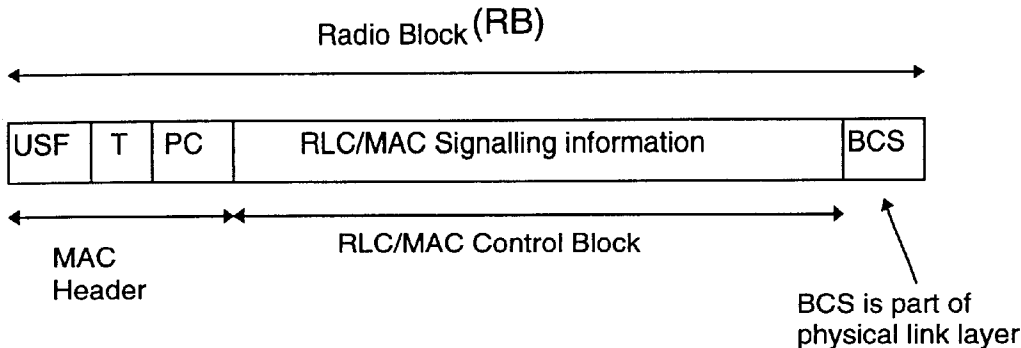 Radio Block (RB)
USF T PC RLC/MAC Signalling information BCS
RLC/MAC Control Block
MAC
Header
BCS is part of
physical link layer